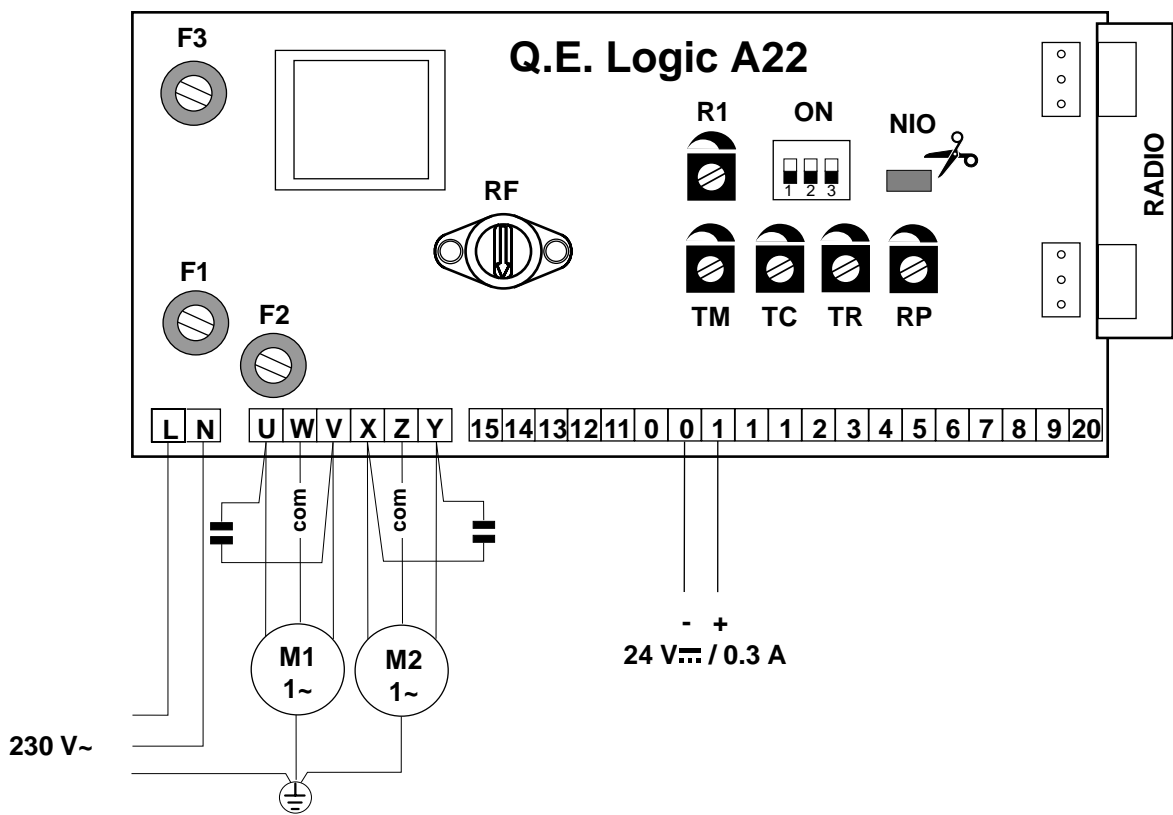 F3
Q.E. Logic A22
R1 ON NIO
RADIO
1 2 3
RF
F1
F2
TM TC TR RP
L N U W V X Z Y 15 14 13 12 11 0 0 1 1 1 2 3 4 5 6 7 8 9 20
com com
- +
24 V⎓ / 0.3 A
M1 M2
1~ 1~
230 V~